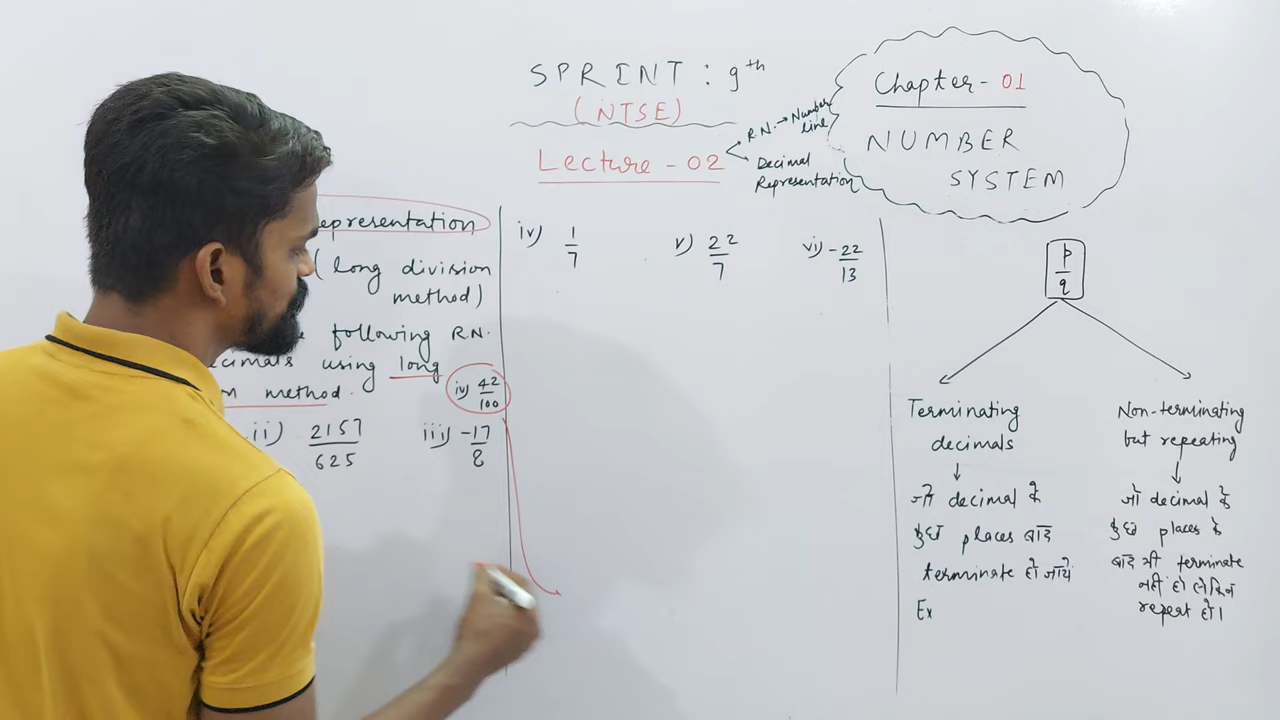 SPRINT : 9th
(NTSE)
Lecture - 02
R.N. → Number line
Decimal Representation
Chapter - 01
NUMBER
SYSTEM
epresentation
(long division
method)
following R.N.
cimals using long
method.
iv) 42/100
ii) 2157/625
iii) -17/8
iv) 1/7
v) 22/7
vi) -22/13
p/q
Terminating
decimals
जो decimal के
कुछ places बाद
terminate हो जाये
Ex
Non-terminating
but repeating
जो decimal के
कुछ places के
बाद भी terminate
नहीं हो लेकिन
repeat हो।